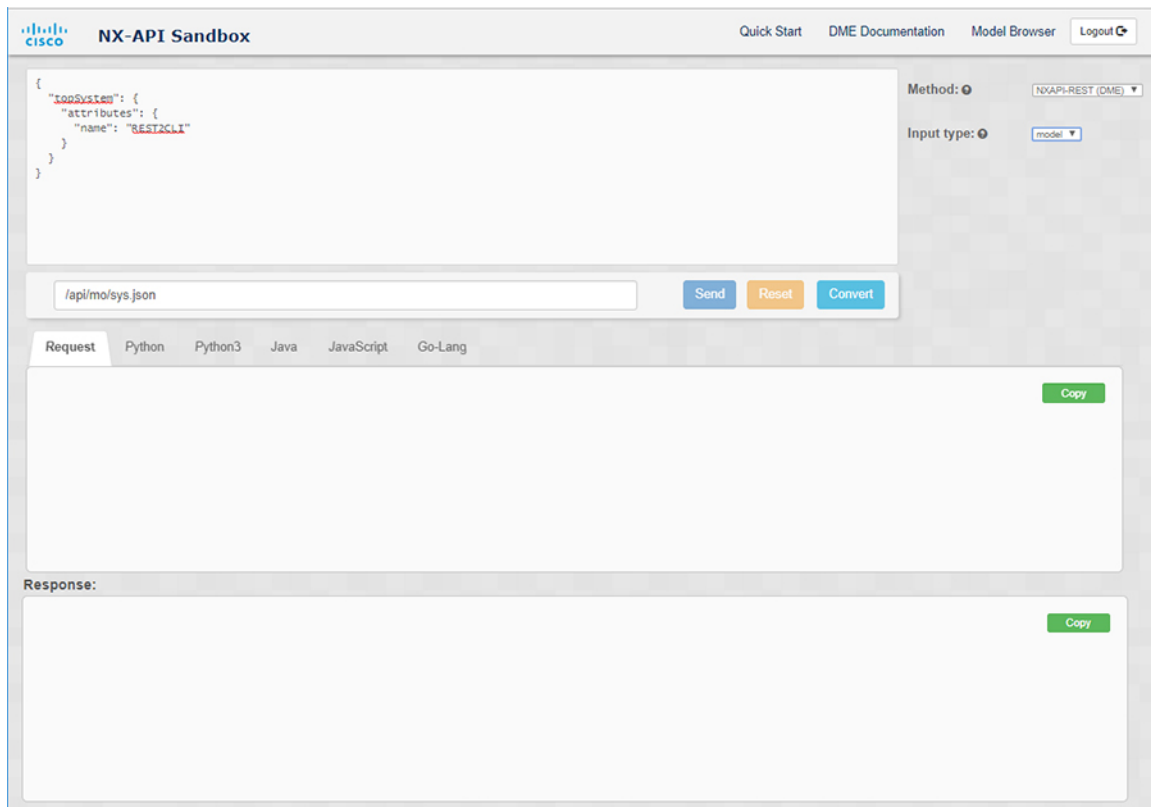 CISCO NX-API Sandbox Quick Start DME Documentation Model Browser Logout
{
"topSystem": {
"attributes": {
"name": "REST2CLI"
}
}
}
Method:
NXAPI-REST (DME)
Input type:
model
/api/mo/sys.json
Send Reset Convert
Request Python Python3 Java JavaScript Go-Lang
Copy
Response:
Copy